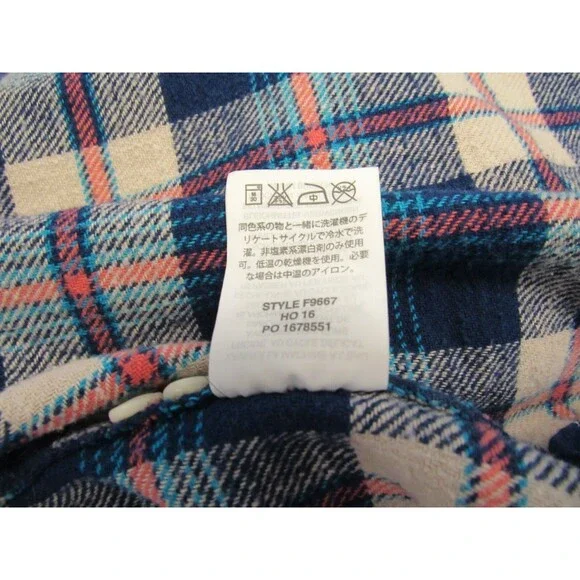 同色系の物と一緒に洗濯機のデ
リケートサイクルで冷水で洗
濯。非塩素系漂白剤のみ使用
可。低温の乾燥機を使用。必要
な場合は中温のアイロン。
STYLE F9667
HO 16
PO 1678551